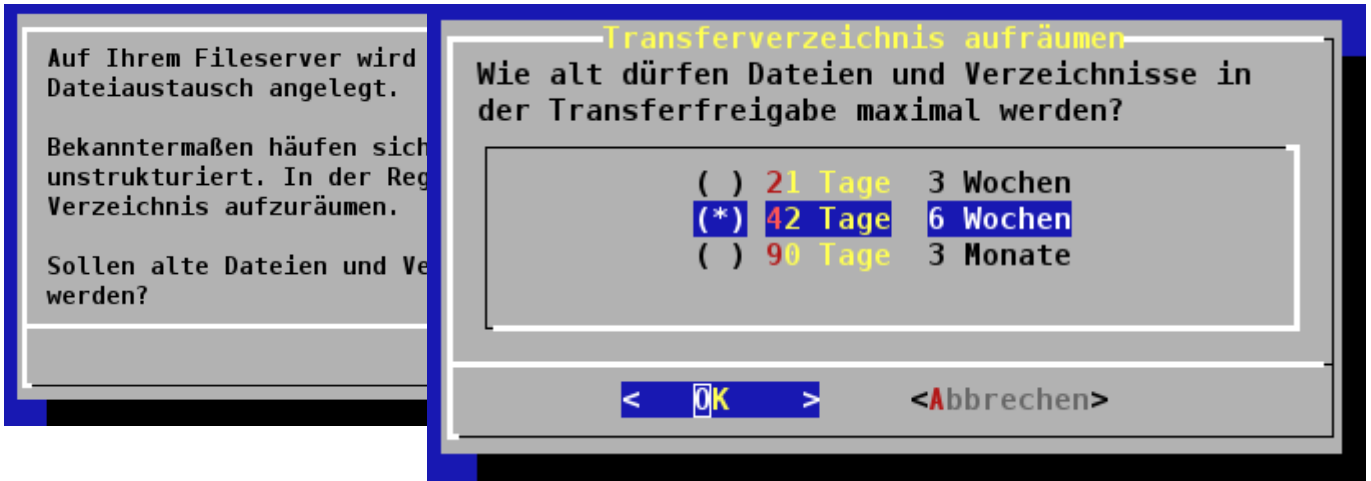 Auf Ihrem Fileserver wird
Dateiaustausch angelegt.
Bekanntermaßen häufen sich
unstrukturiert. In der Reg
Verzeichnis aufzuräumen.
Sollen alte Dateien und Ve
werden?
Transferverzeichnis aufräumen
Wie alt dürfen Dateien und Verzeichnisse in
der Transferfreigabe maximal werden?
( ) 21 Tage 3 Wochen
(*) 42 Tage 6 Wochen
( ) 90 Tage 3 Monate
< OK > <Abbrechen>